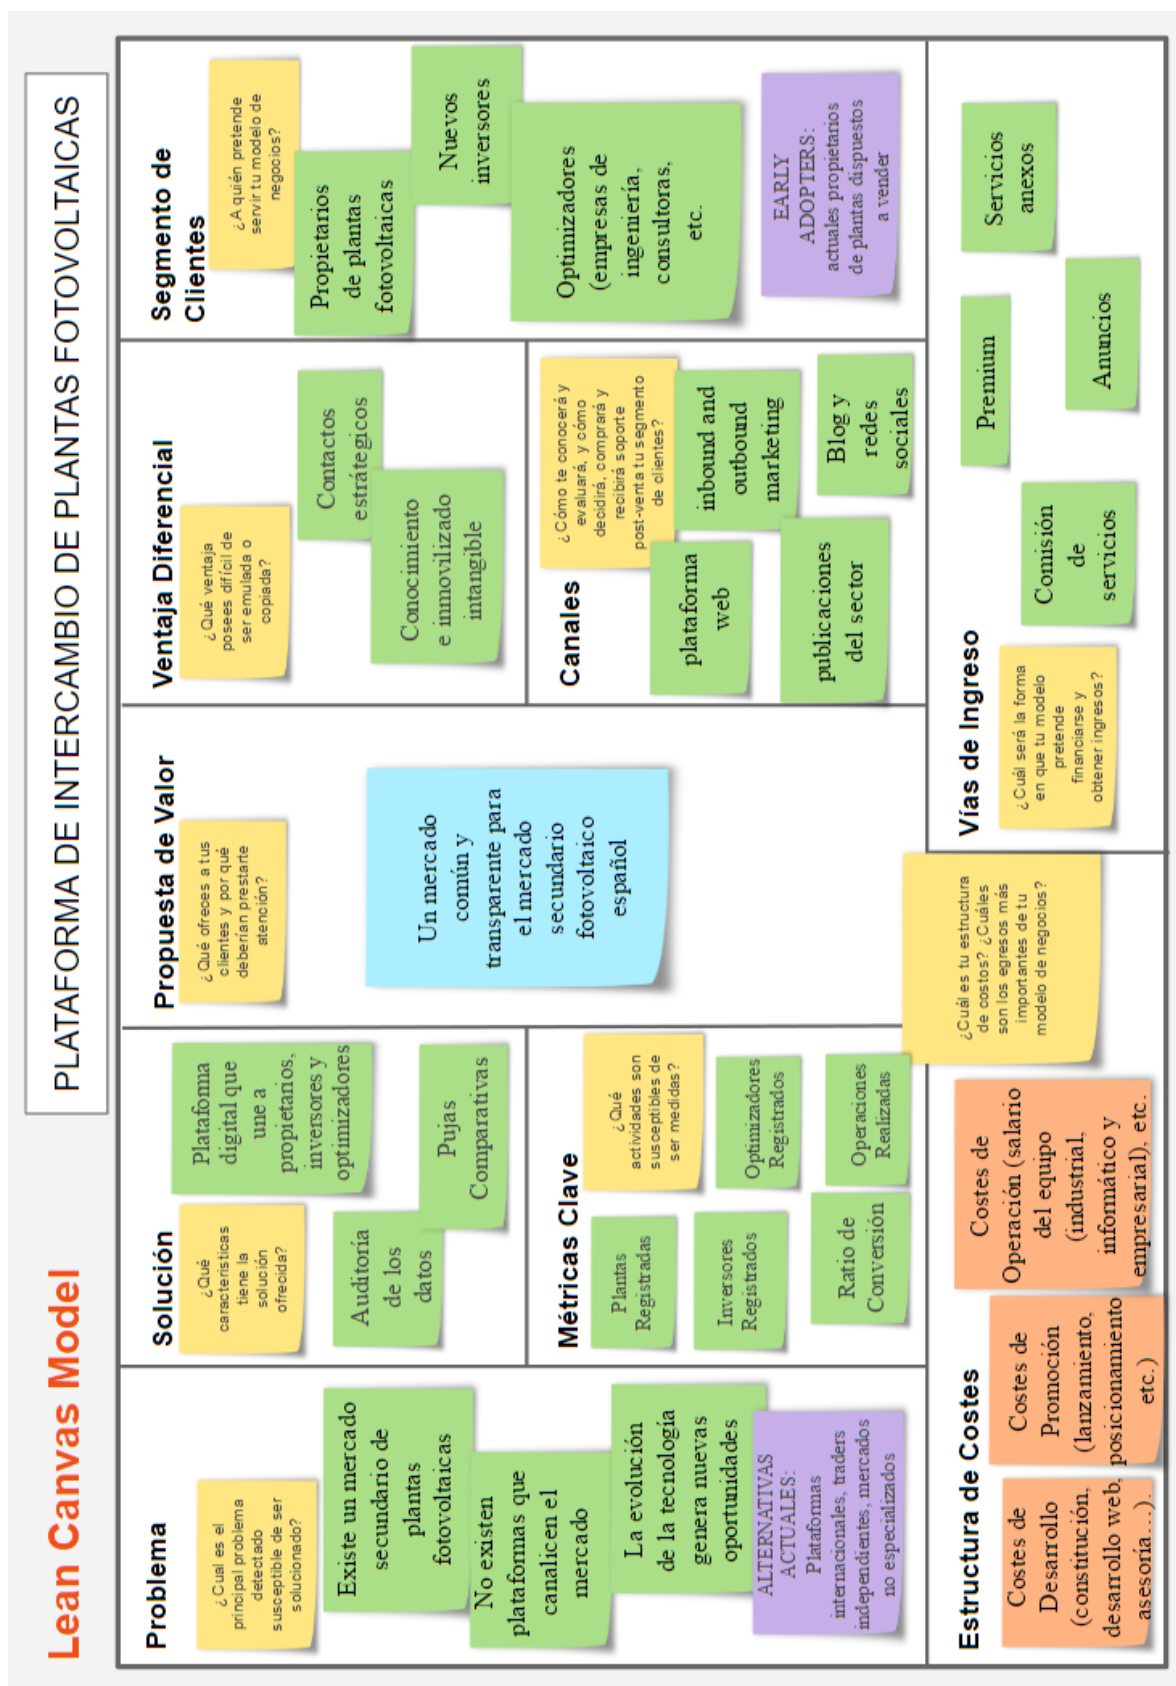 Lean Canvas Model
PLATAFORMA DE INTERCAMBIO DE PLANTAS FOTOVOLTAICAS
Problema
¿Cual es el
principal problema
detectado
susceptible de ser
solucionado?
Existe un mercado
secundario de
plantas
fotovoltaicas
No existen
plataformas que
canalicen el
mercado
La evolución
de la tecnología
genera nuevas
oportunidades
ALTERNATIVAS
ACTUALES:
Plataformas
internacionales, traders
independientes, mercados
no especializados
Solución
¿Qué
características
tiene la
solución
ofrecida?
Plataforma
digital que
une a
propietarios,
inversores y
optimizadores
Auditoría
de los
datos
Pujas
Comparativas
Métricas Clave
¿Qué
actividades son
susceptibles de
ser medidas?
Plantas
Registradas
Optimizadores
Registrados
Inversores
Registrados
Operaciones
Realizadas
Ratio de
Conversión
Propuesta de Valor
¿Qué ofreces a tus
clientes y por qué
deberían prestarte
atención?
Un mercado
común y
transparente para
el mercado
secundario
fotovoltaico
español
Ventaja Diferencial
¿Qué ventaja
posees difícil de
ser emulada o
copiada?
Contactos
estrátegicos
Conocimiento
e inmovilizado
intangible
Canales
¿Cómo te conocerá y
evaluará, y cómo
decidirá, comprará y
recibirá soporte
post-venta tu segmento
de clientes?
plataforma
web
inbound and
outbound
marketing
publicaciones
del sector
Blog y
redes
sociales
Segmento de
Clientes
¿A quién pretende
servir tu modelo de
negocios?
Propietarios
de plantas
fotovoltaicas
Nuevos
inversores
Optimizadores
(empresas de
ingeniería,
consultoras,
etc.
EARLY
ADOPTERS:
actuales propietarios
de plantas dispuestos
a vender
Estructura de Costes
¿Cuál es tu estructura
de costos? ¿Cuáles
son los egresos más
importantes de tu
modelo de negocios?
Costes de
Desarrollo
(constitución,
desarrollo web,
asesoría...).
Costes de
Promoción
(lanzamiento,
posicionamiento
etc.)
Costes de
Operación (salario
del equipo
(industrial,
informático y
empresarial), etc.
Vías de Ingreso
¿Cuál será la forma
en que tu modelo
pretende
financiarse y
obtener ingresos?
Comisión
de
servicios
Premium
Anuncios
Servicios
anexos